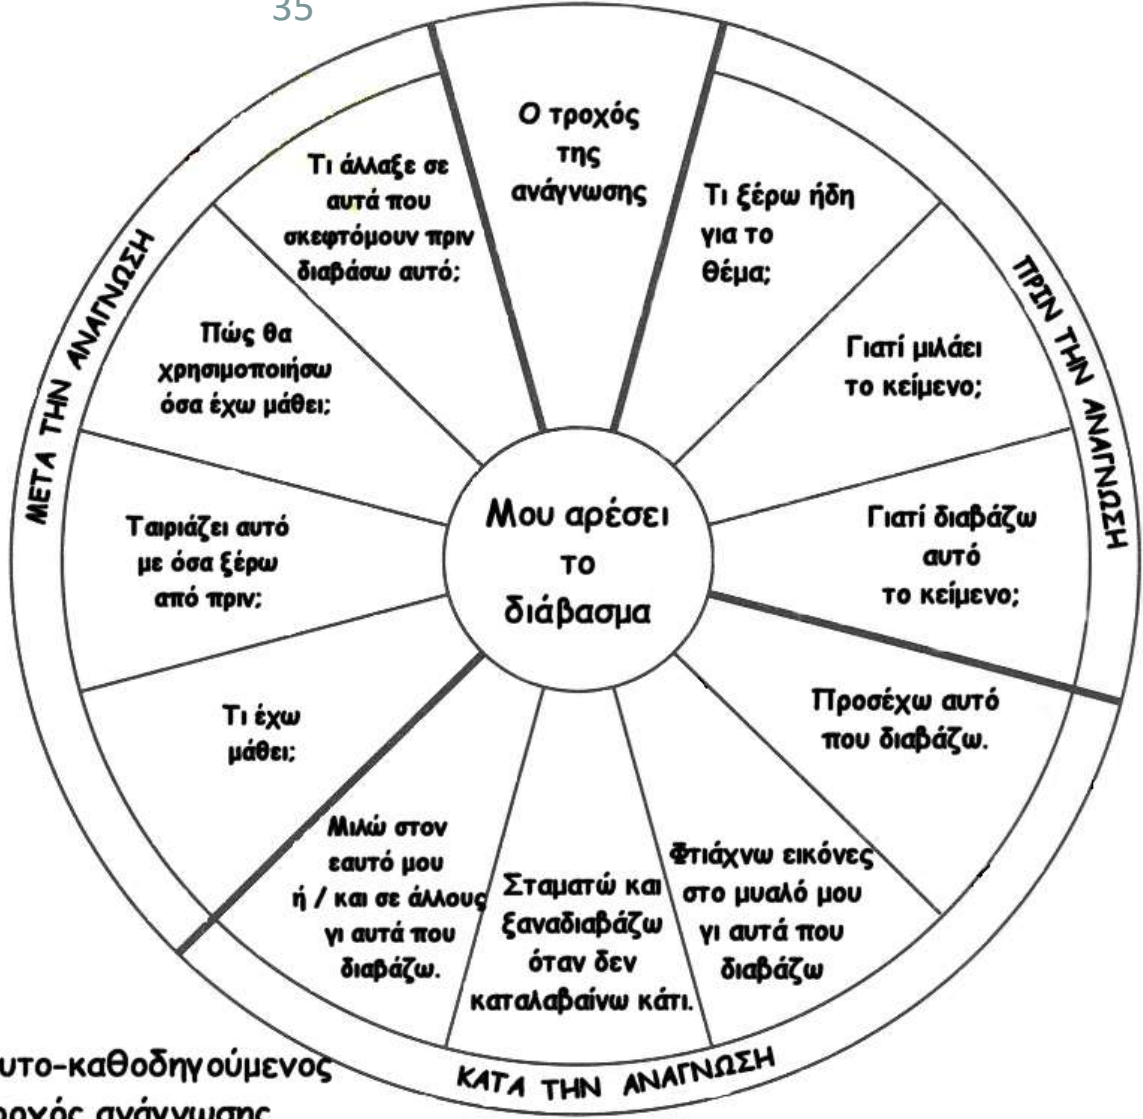 35
Ο τροχός
της
ανάγνωσης
Τι ξέρω ήδη
για το
θέμα;
Γιατί μιλάει
το κείμενο;
Γιατί διαβάζω
αυτό
το κείμενο;
ΠΡΙΝ ΤΗΝ ΑΝΑΓΝΩΣΗ
Προσέχω αυτό
που διαβάζω.
Φτιάχνω εικόνες
στο μυαλό μου
γι αυτά που
διαβάζω
Σταματώ και
ξαναδιαβάζω
όταν δεν
καταλαβαίνω κάτι.
Μιλώ στον
εαυτό μου
ή / και σε άλλους
γι αυτά που
διαβάζω.
ΚΑΤΑ ΤΗΝ ΑΝΑΓΝΩΣΗ
Τι έχω
μάθει;
Ταιριάζει αυτό
με όσα ξέρω
από πριν;
Πώς θα
χρησιμοποιήσω
όσα έχω μάθει;
Τι άλλαξε σε
αυτά που
σκεφτόμουν πριν
διαβάσω αυτό;
ΜΕΤΑ ΤΗΝ ΑΝΑΓΝΩΣΗ
Μου αρέσει
το
διάβασμα
υτο-καθοδηγούμενος
ροχός ανάγνωσης